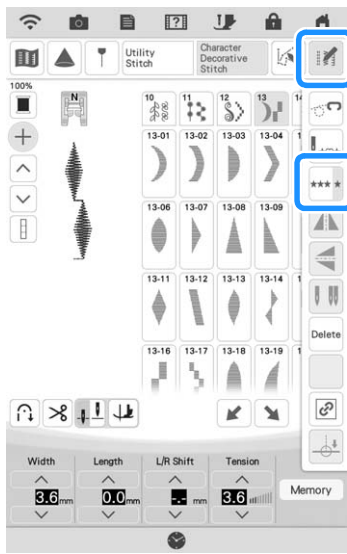 Utility
Stitch
Character
Decorative
Stitch
100%
N
10 11 12 13 14
13-01 13-02 13-03 13-04
13-06 13-07 13-08 13-09
13-11 13-12 13-13 13-14
13-16 13-17 13-18 13-19
Delete
Width Length L/R Shift Tension
3.6 mm 0.0 mm -.- mm 3.6
Memory